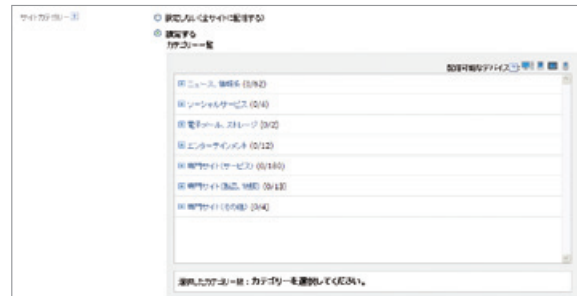 サイトカテゴリー
設定しない(全サイトに配信する)
設定する
カテゴリー一覧
配信可能なデバイス
ニュース、情報系 (0/62)
ソーシャルサービス (0/4)
電子メール、ストレージ (0/2)
エンターテインメント (0/12)
専門サイト(サービス) (0/180)
専門サイト(製品、物販)
専門サイト(その他) (0/4)
選択したカテゴリー一覧:カテゴリーを選択してください。